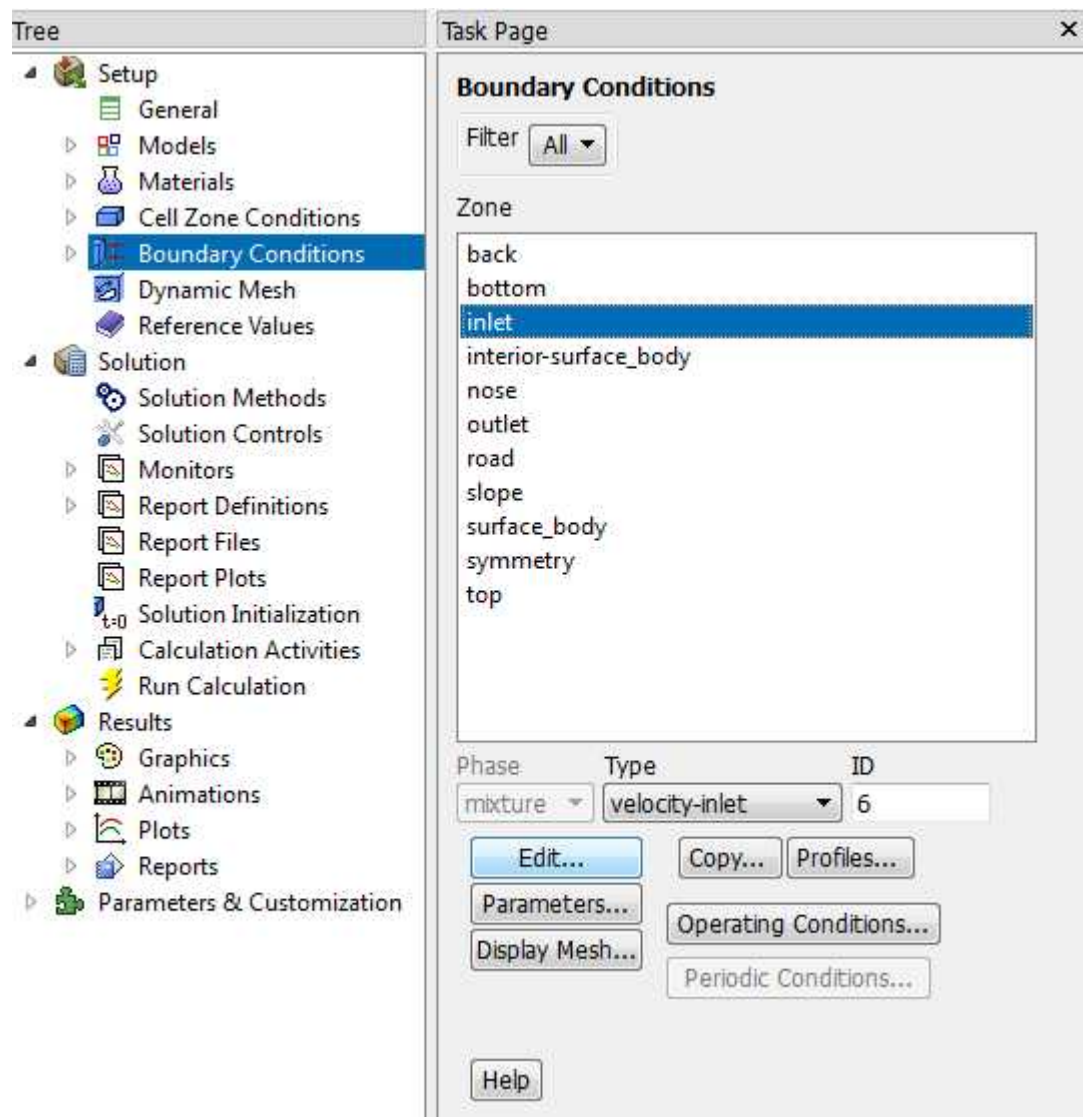 Tree
Setup
General
Models
Materials
Cell Zone Conditions
Boundary Conditions
Dynamic Mesh
Reference Values
Solution
Solution Methods
Solution Controls
Monitors
Report Definitions
Report Files
Report Plots
t=0 Solution Initialization
Calculation Activities
Run Calculation
Results
Graphics
Animations
Plots
Reports
Parameters & Customization
Task Page
Boundary Conditions
Filter All
Zone
back
bottom
inlet
interior-surface_body
nose
outlet
road
slope
surface_body
symmetry
top
Phase Type ID
mixture velocity-inlet 6
Edit... Copy... Profiles...
Parameters... Operating Conditions...
Display Mesh... Periodic Conditions...
Help